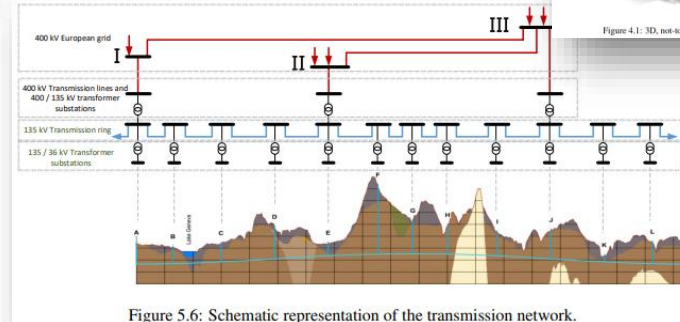 Figure 4.1: 3D, not-to
III
400 kV European grid
I
II
400 kV Transmission lines and
400 / 135 kV transformer
substations
135 kV Transmission ring
135 / 36 kV Transformer
substations
F
D
G
H
A
B
Lake Geneva
C
E
I
J
K
L
Figure 5.6: Schematic representation of the transmission network.